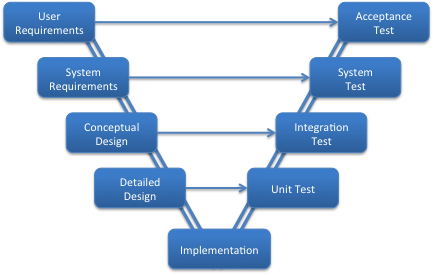 User
Requirements
Acceptance
Test
System
Requirements
System
Test
Conceptual
Design
Integration
Test
Detailed
Design
Unit Test
Implementation